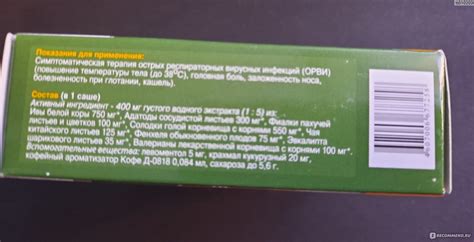 Показания для применения:
Симптоматическая терапия острых респираторных вирусных инфекций (ОРВИ)
(повышение температуры тела (до 38⁰С), головная боль, заложенность носа,
болезненность при глотании, кашель).
Состав (в 1 саше)
Активный ингредиент - 400 мг густого водного экстракта (1 : 5) из:
Ивы белой коры 750 мг*, Адатоды сосудистой листьев 300 мг*, Фиалки пахучей
листьев и цветков 100 мг*, Солодки голой корневища с корнями 550 мг*, Чая
китайского листьев 125 мг*, Фенхеля обыкновенного плодов 75 мг*, Эвкалипта
листьев 35 мг*, Валерианы лекарственной корневища с корнями 100 мг*.
Вспомогательные вещества: левоментол 5 мг, крахмал кукурузный 20 мг,
кофейный ароматизатор Кофе Д-0818 0,084 мл, сахароза до 5,6 г.
RECOMMEND.RU